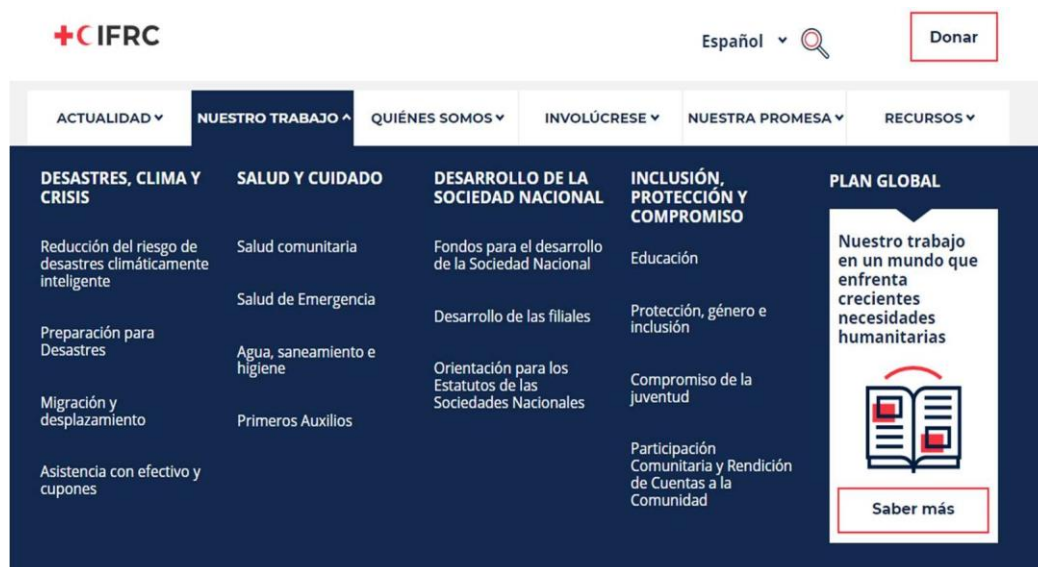 IFRC
Español
Donar
ACTUALIDAD
NUESTRO TRABAJO
QUIÉNES SOMOS
INVOLÚCRESE
NUESTRA PROMESA
RECURSOS
DESASTRES, CLIMA Y
CRISIS
Reducción del riesgo de
desastres climáticamente
inteligente
Preparación para
Desastres
Migración y
desplazamiento
Asistencia con efectivo y
cupones
SALUD Y CUIDADO
Salud comunitaria
Salud de Emergencia
Agua, saneamiento e
higiene
Primeros Auxilios
DESARROLLO DE LA
SOCIEDAD NACIONAL
Fondos para el desarrollo
de la Sociedad Nacional
Desarrollo de las filiales
Orientación para los
Estatutos de las
Sociedades Nacionales
INCLUSIÓN,
PROTECCIÓN Y
COMPROMISO
Educación
Protección, género e
inclusión
Compromiso de la
juventud
Participación
Comunitaria y Rendición
de Cuentas a la
Comunidad
PLAN GLOBAL
Nuestro trabajo
en un mundo que
enfrenta
crecientes
necesidades
humanitarias
Saber más